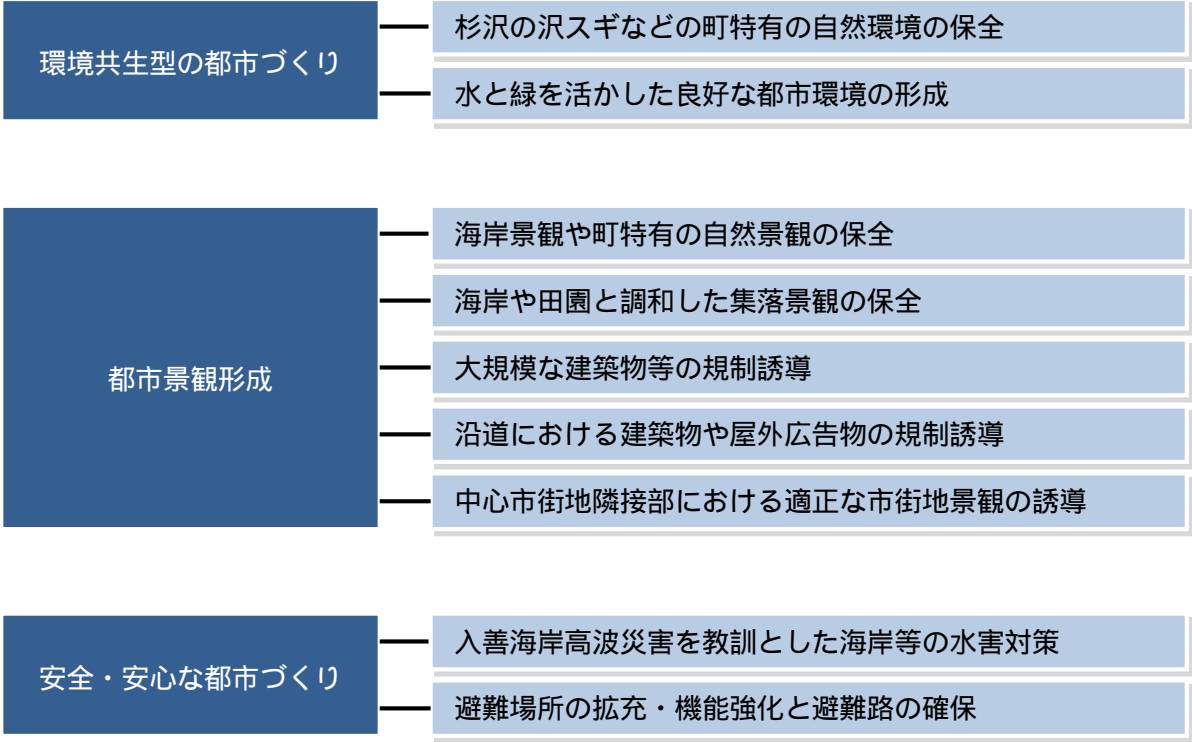 環境共生型の都市づくり
杉沢の沢スギなどの町特有の自然環境の保全
水と緑を活かした良好な都市環境の形成
都市景観形成
海岸景観や町特有の自然景観の保全
海岸や田園と調和した集落景観の保全
大規模な建築物等の規制誘導
沿道における建築物や屋外広告物の規制誘導
中心市街地隣接部における適正な市街地景観の誘導
安全・安心な都市づくり
入善海岸高波災害を教訓とした海岸等の水害対策
避難場所の拡充・機能強化と避難路の確保